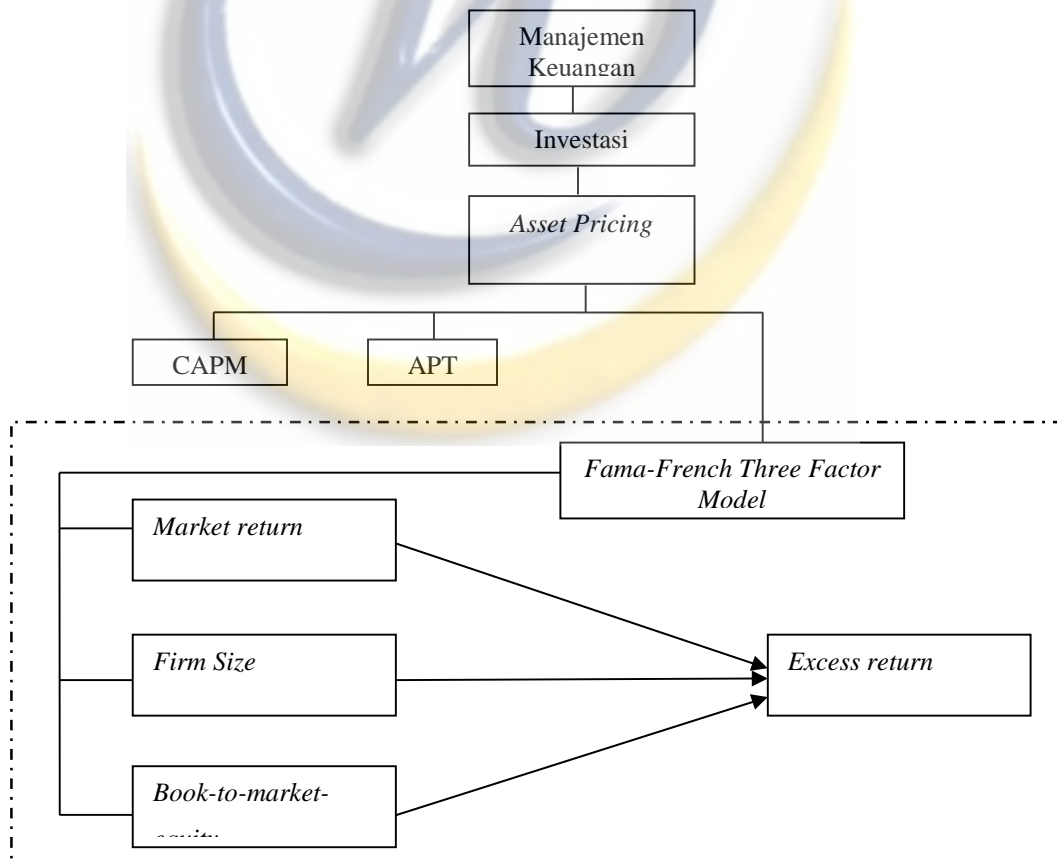 Manajemen
Keuangan
Investasi
Asset Pricing
CAPM
APT
Fama-French Three Factor
Model
Market return
Firm Size
Excess return
Book-to-market-
equity